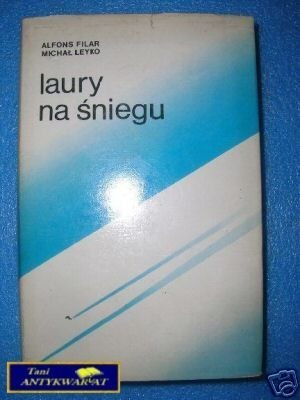 ALFONS FILAR
MICHAŁ LEYKO
laury
na śniegu
Tani
ANTYKWARIAT